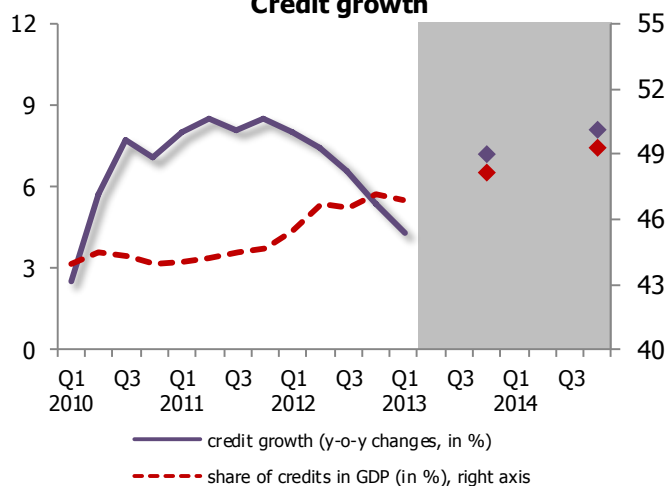 Credit growth
12
9
6
3
0
55
52
49
46
43
40
Q1 Q3 Q1 Q3 Q1 Q3 Q1 Q3 Q1 Q3
2010 2011 2012 2013 2014
credit growth (y-o-y changes, in %)
share of credits in GDP (in %), right axis